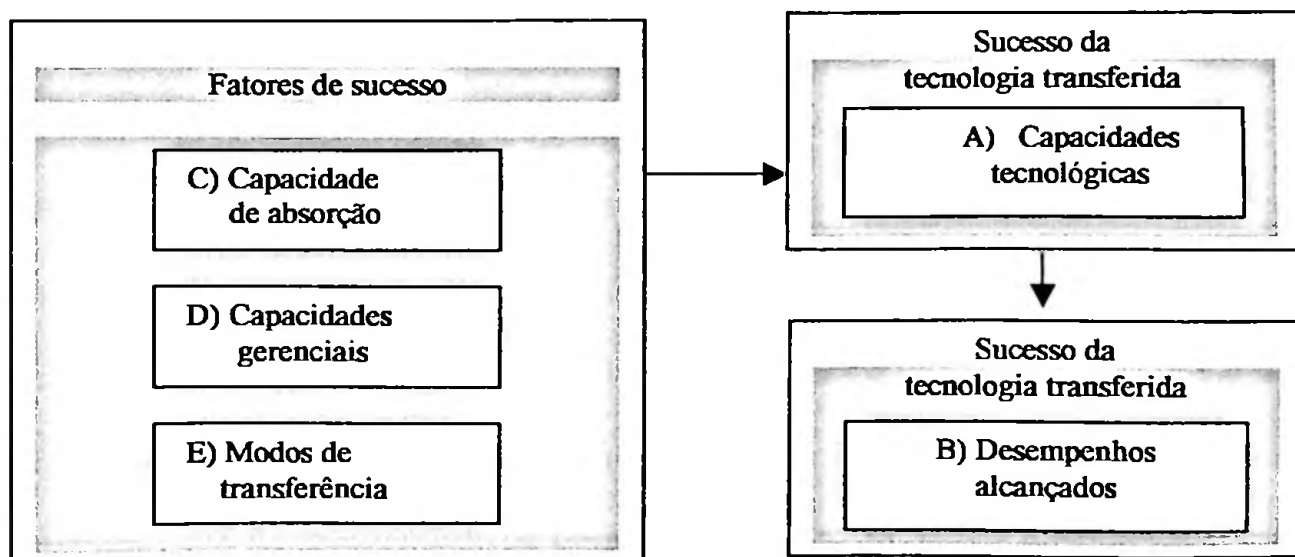 Fatores de sucesso
C) Capacidade
de absorção
D) Capacidades
gerenciais
E) Modos de
transferência
Sucesso da
tecnologia transferida
A) Capacidades
tecnológicas
Sucesso da
tecnologia transferida
B) Desempenhos
alcançados